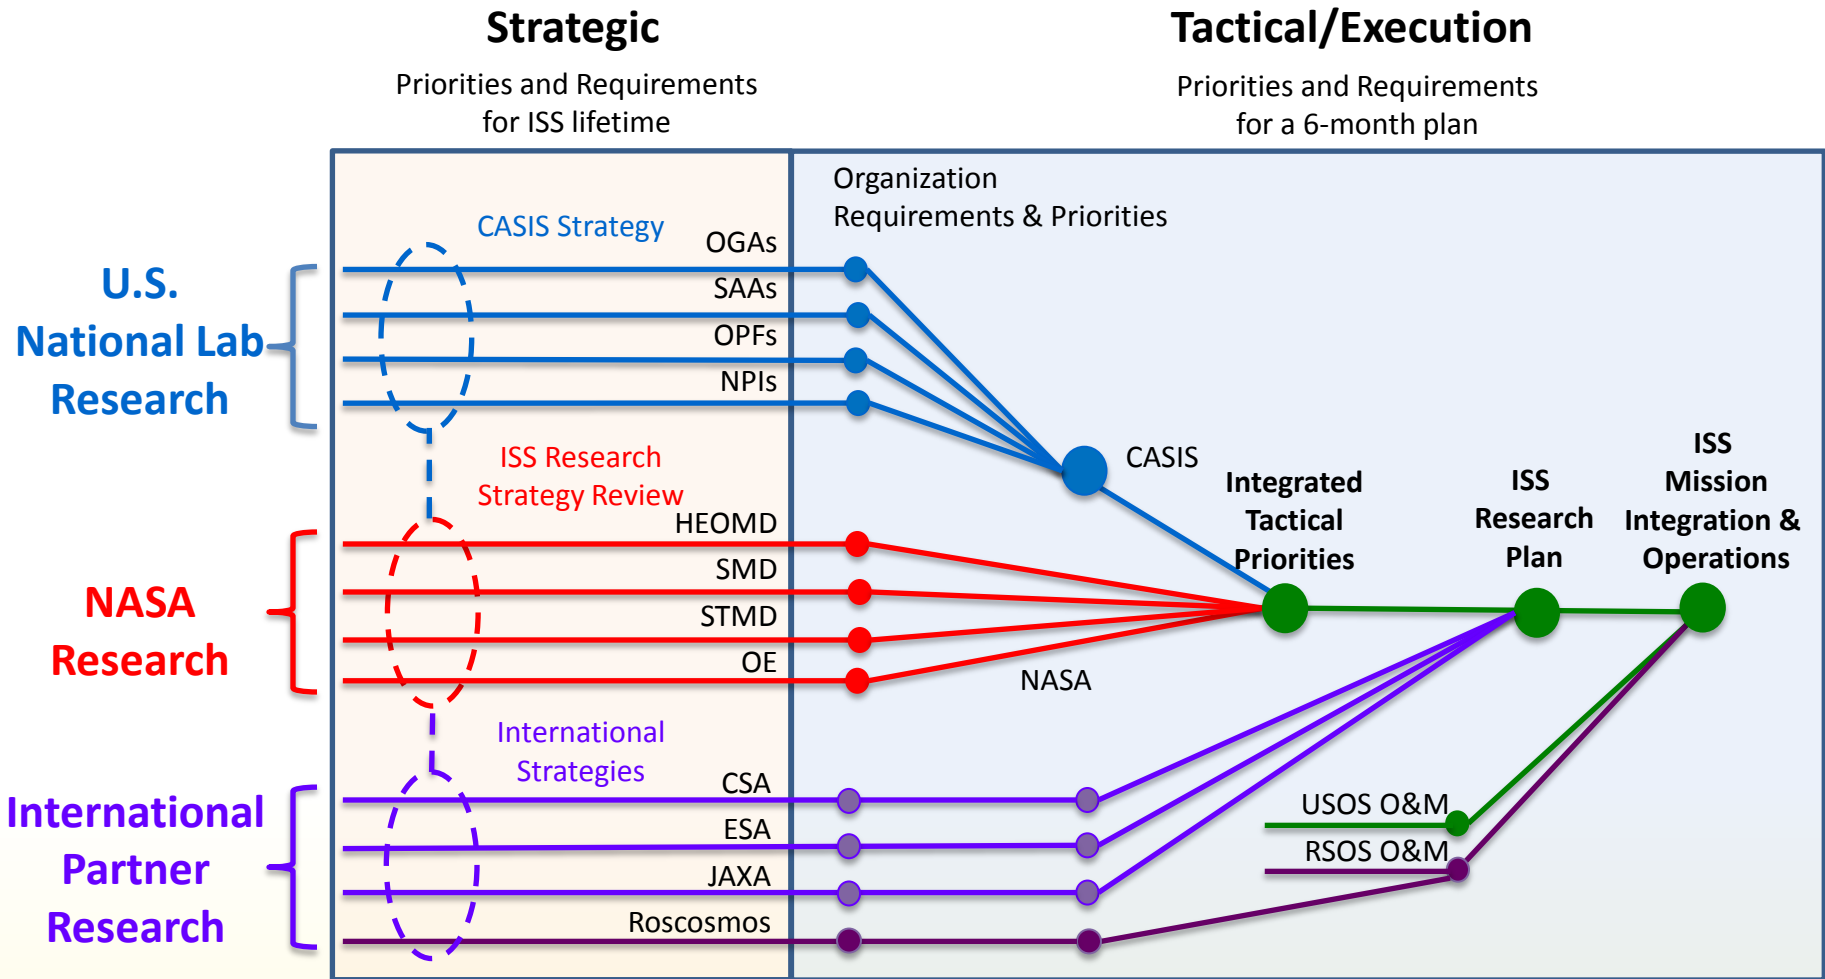 Strategic
Priorities and Requirements
for ISS lifetime
Tactical/Execution
Priorities and Requirements
for a 6-month plan
Organization
Requirements & Priorities
U.S.
National Lab
Research
CASIS Strategy
OGAs
SAAs
OPFs
NPIs
CASIS
ISS Research
Strategy Review
NASA
Research
HEOMD
SMD
STMD
OE
NASA
Integrated
Tactical
Priorities
ISS
Research
Plan
ISS
Mission
Integration &
Operations
International
Strategies
International
Partner
Research
CSA
ESA
JAXA
Roscosmos
USOS O&M
RSOS O&M